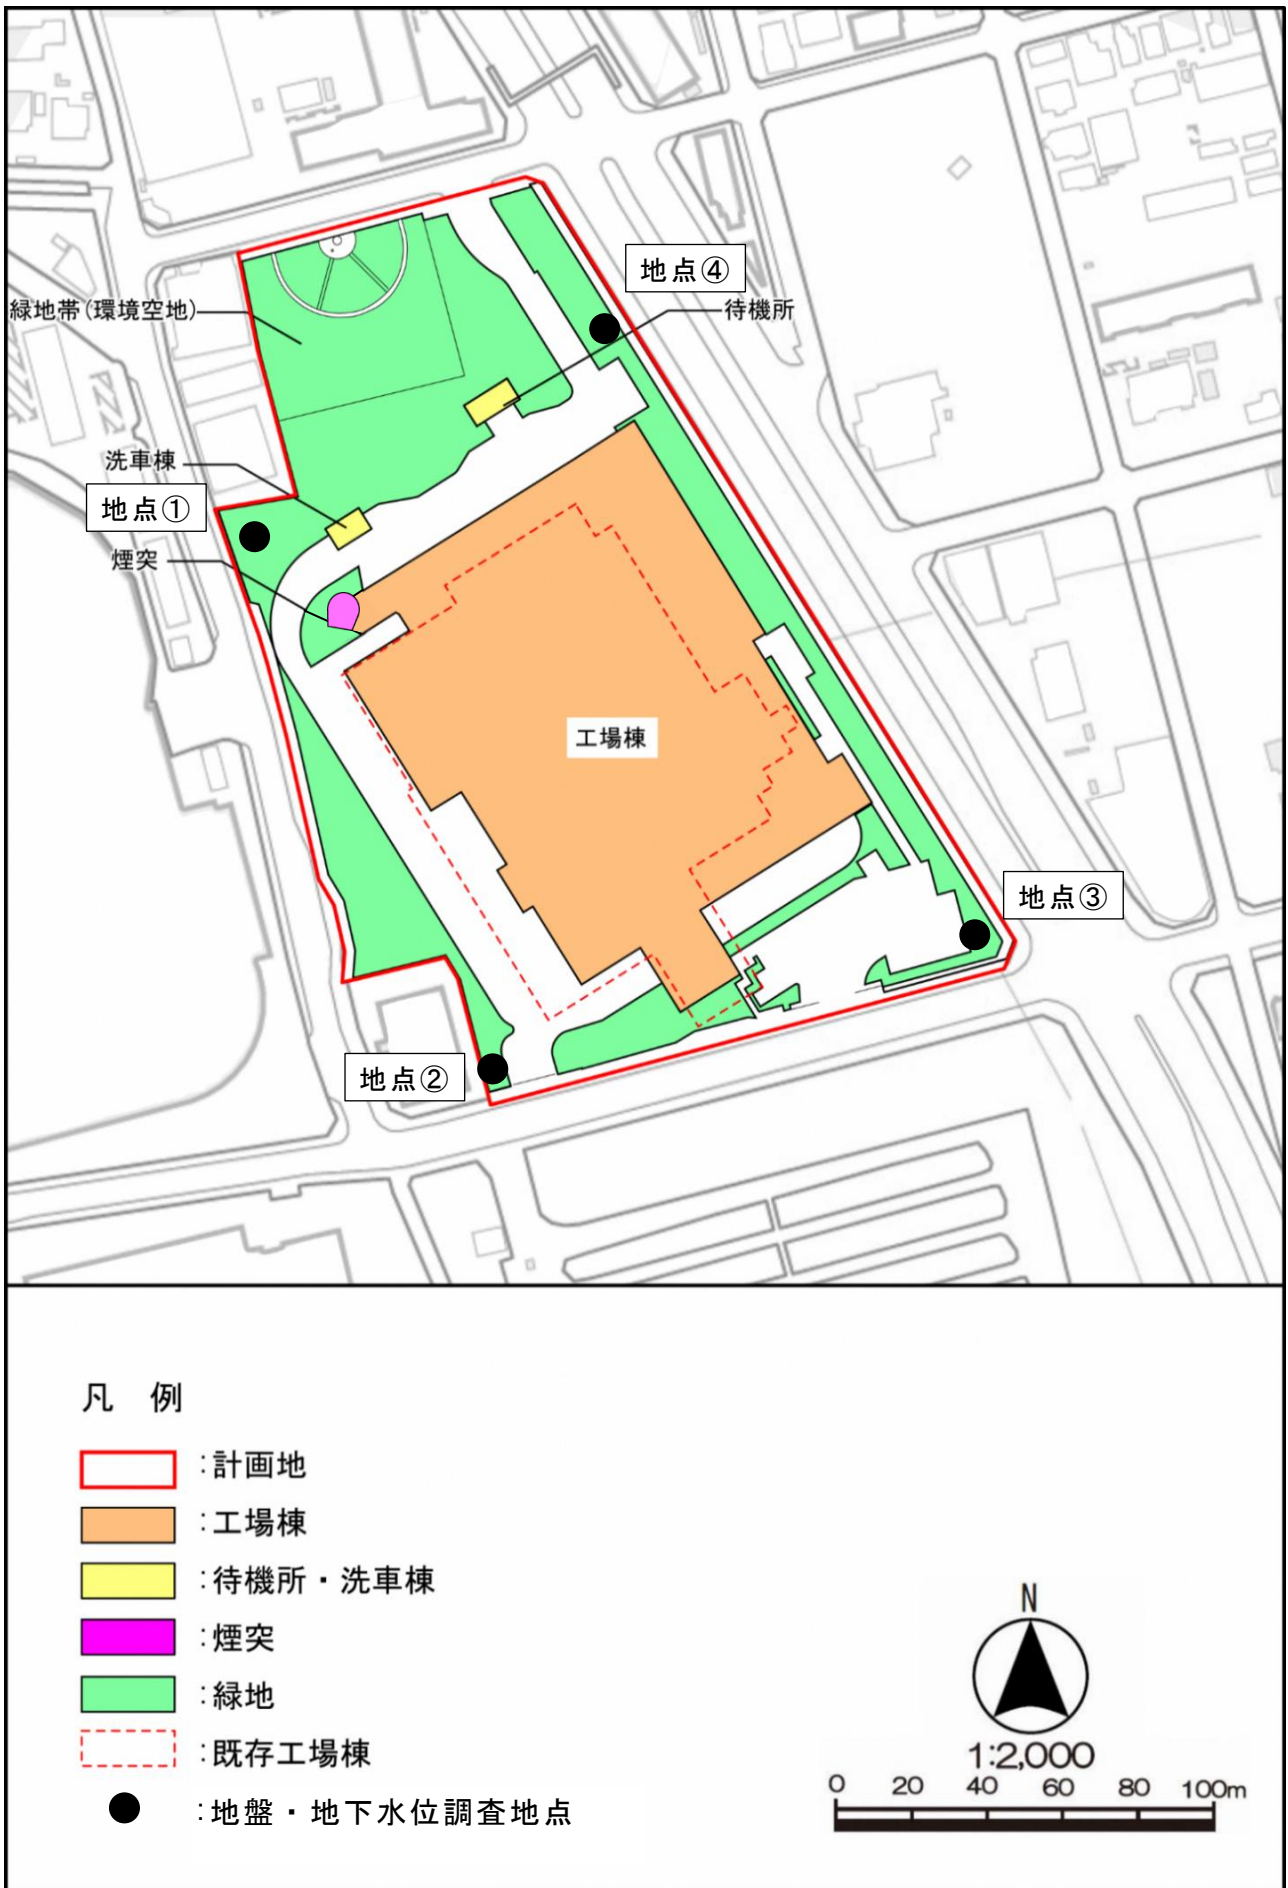 地点④
緑地帯(環境空地)
待機所
洗車棟
地点①
煙突
工場棟
地点③
地点②
凡 例
:計画地
:工場棟
:待機所・洗車棟
:煙突
:緑地
:既存工場棟
:地盤・地下水位調査地点
N
1:2,000
0 20 40 60 80 100m